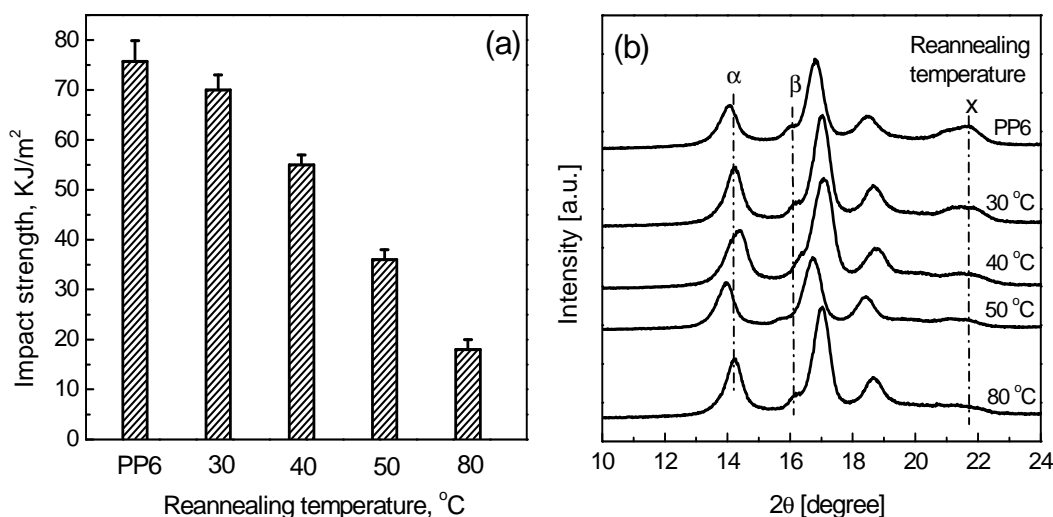 (a)
Impact strength, KJ/m²
80
70
60
50
40
30
20
10
0
PP6 30 40 50 80
Reannealing temperature, °C
(b)
Reannealing
temperature
α
β
x
PP6
30 °C
40 °C
50 °C
80 °C
Intensity [a.u.]
10 12 14 16 18 20 22 24
2θ [degree]